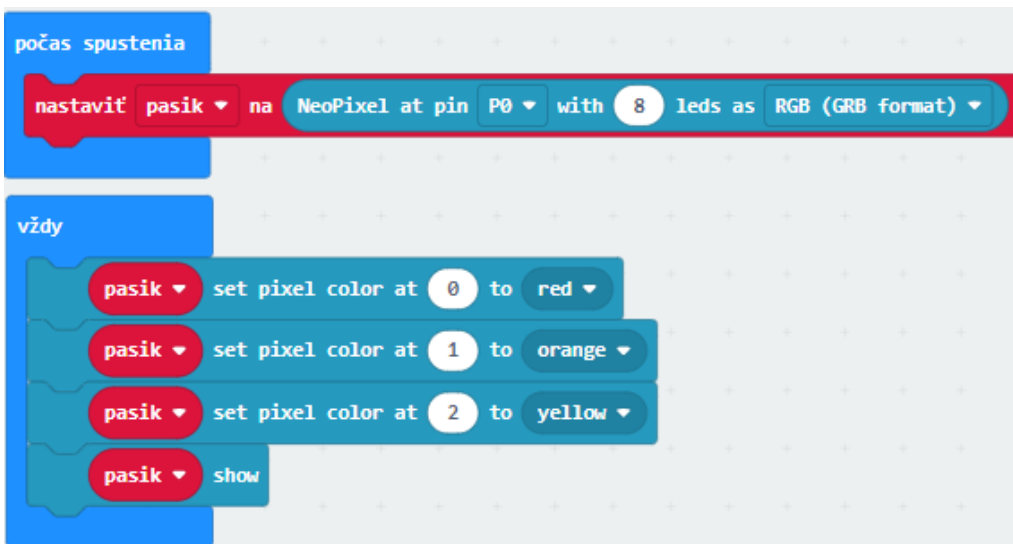 počas spustenia
nastaviť pasik na NeoPixel at pin P0 with 8 leds as RGB (GRB format)
vždy
pasik set pixel color at 0 to red
pasik set pixel color at 1 to orange
pasik set pixel color at 2 to yellow
pasik show